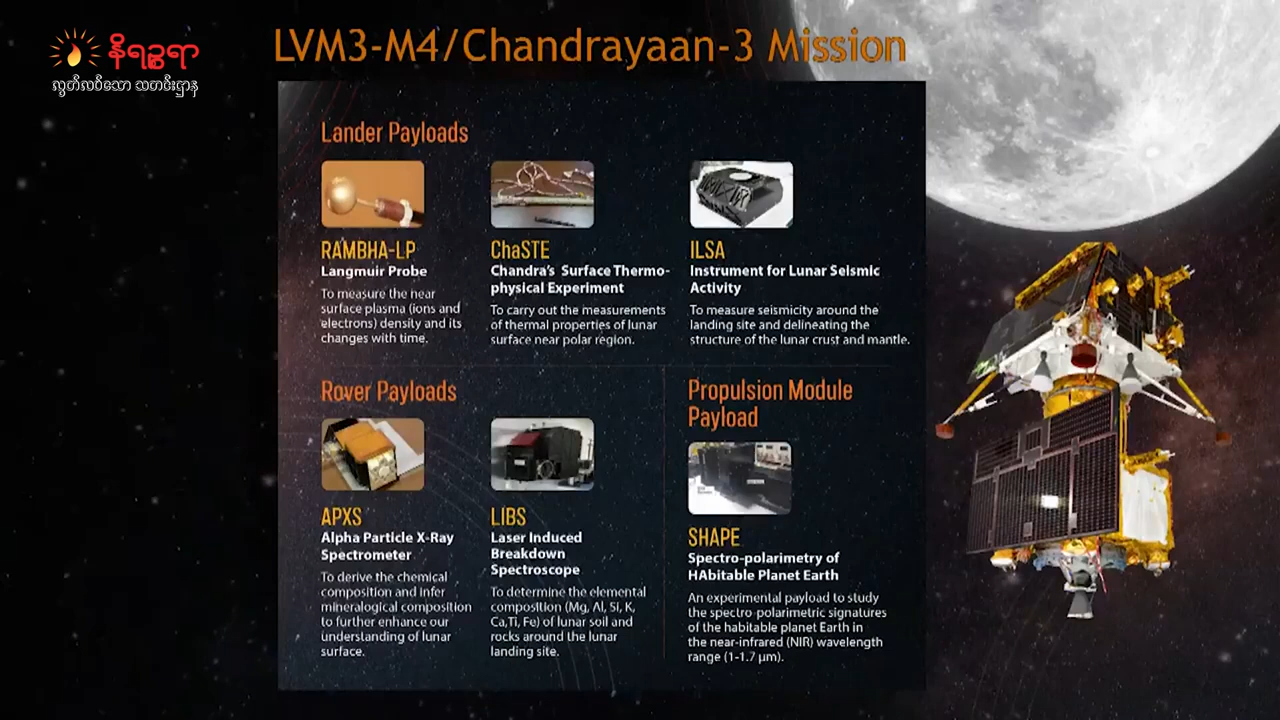 နိရဉ္စရာ
လွတ်လပ်သော သတင်းဌာန
LVM3-M4/Chandrayaan-3 Mission
Lander Payloads
RAMBHA-LP
Langmuir Probe
To measure the near
surface plasma (ions and
electrons) density and its
changes with time.
ChaSTE
Chandra's Surface Thermo-
physical Experiment
To carry out the measurements
of thermal properties of lunar
surface near polar region.
ILSA
Instrument for Lunar Seismic
Activity
To measure seismicity around the
landing site and delineating the
structure of the lunar crust and mantle.
Rover Payloads
APXS
Alpha Particle X-Ray
Spectrometer
To derive the chemical
composition and infer
mineralogical composition
to further enhance our
understanding of lunar
surface.
LIBS
Laser Induced
Breakdown
Spectroscope
To determine the elemental
composition (Mg, Al, Si, K,
Ca,Ti, Fe) of lunar soil and
rocks around the lunar
landing site.
Propulsion Module
Payload
SHAPE
Spectro-polarimetry of
HAbitable Planet Earth
An experimental payload to study
the spectro-polarimetric signatures
of the habitable planet Earth in
the near-infrared (NIR) wavelength
range (1-1.7 μm).